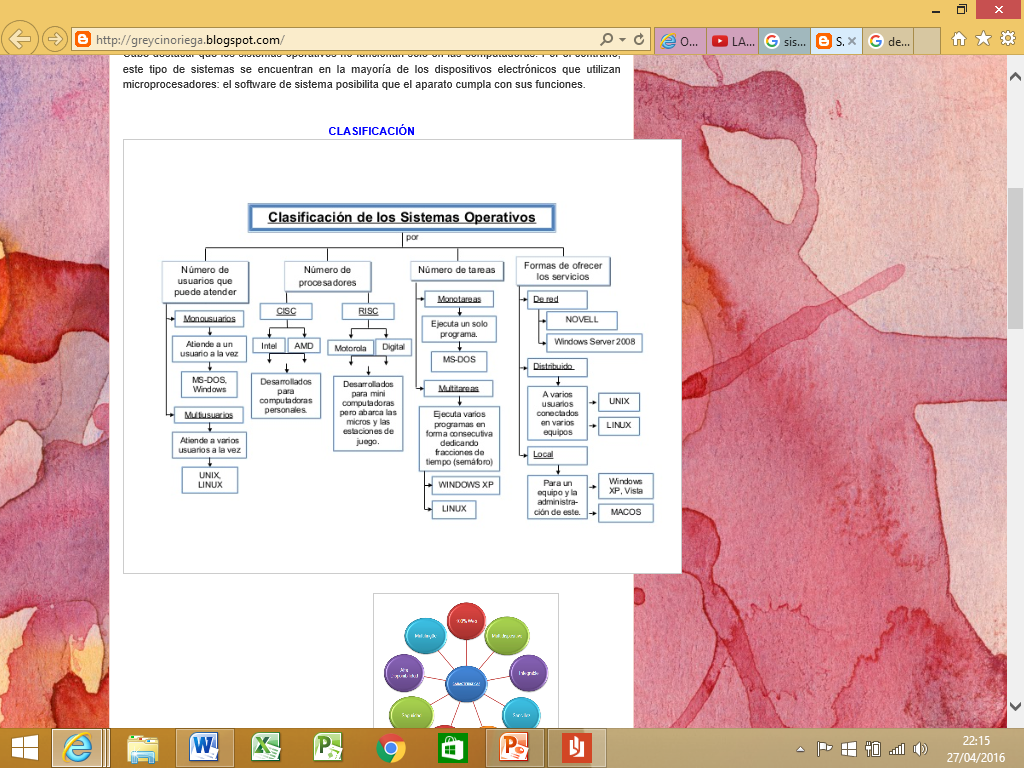 http://greycinoriega.blogspot.com/
O...
LA...
sis...
S.
de...
este tipo de sistemas se encuentran en la mayoría de los dispositivos electrónicos que utilizan
microprocesadores: el software de sistema posibilita que el aparato cumpla con sus funciones.
CLASIFICACIÓN
Clasificación de los Sistemas Operativos
por
Número de
usuarios que
puede atender
Monousuarios
Atiende a un
usuario a la vez
MS-DOS,
Windows
Multiusuarios
Atiende a varios
usuarios a la vez
UNIX,
LINUX
Número de
procesadores
CISC
Intel
AMD
Desarrollados
para
computadoras
personales.
RISC
Motorola
Digital
Desarrollados
para mini
computadoras
pero abarca las
micros y las
estaciones de
juego.
Número de tareas
Monotareas
Ejecuta un solo
programa.
MS-DOS
Multitareas
Ejecuta varios
programas en
forma consecutiva
dedicando
fracciones de
tiempo (semáforo)
WINDOWS XP
LINUX
Formas de ofrecer
los servicios
De red
NOVELL
Windows Server 2008
Distribuido
A varios
usuarios
conectados
en varios
equipos
UNIX
LINUX
Local
Para un
equipo y la
administra-
ción de este.
Windows
XP, Vista
MACOS
100% Web
Integrable
22:15
27/04/2016